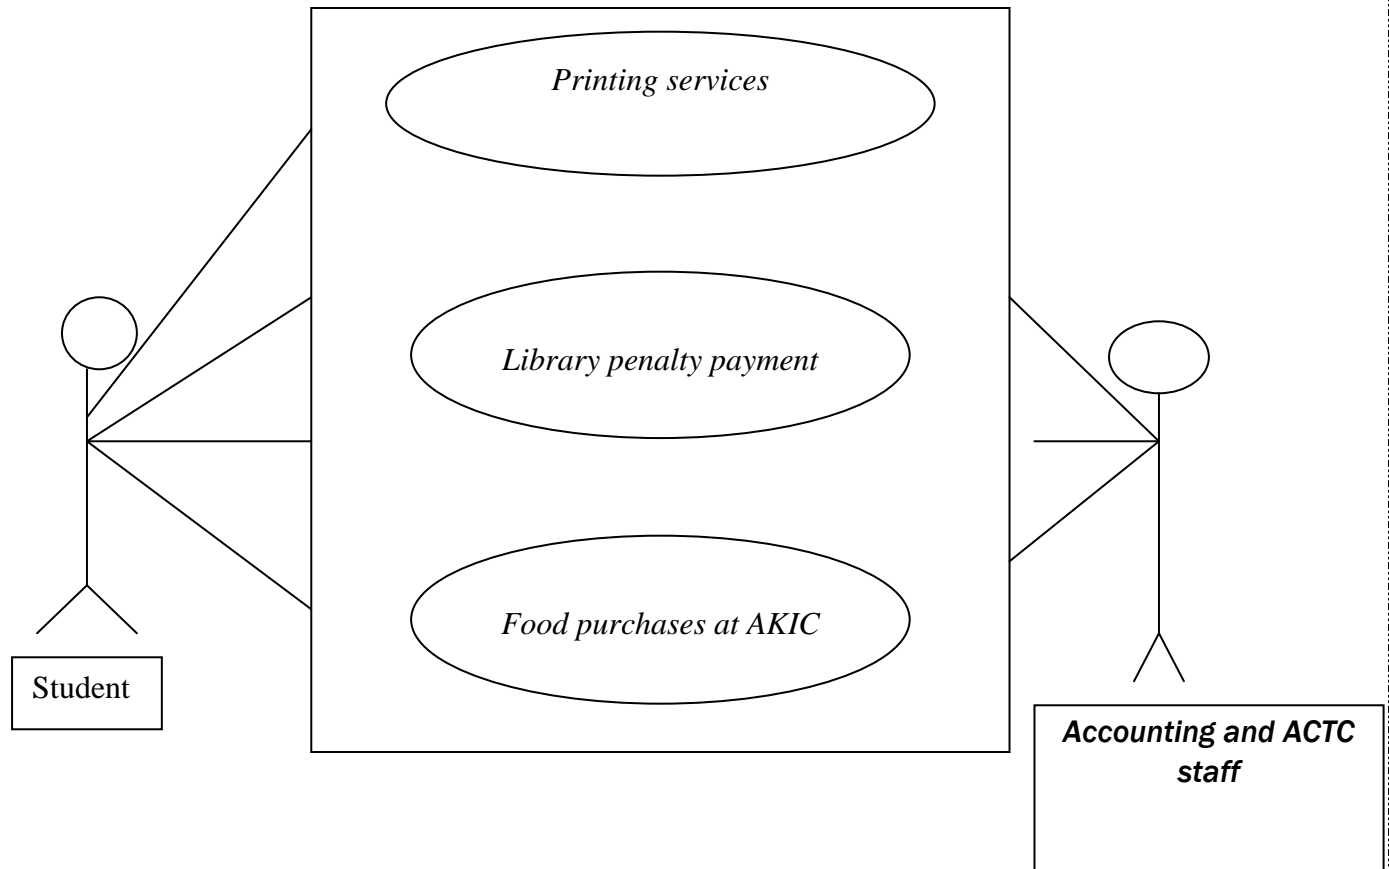 Printing services
Library penalty payment
Food purchases at AKIC
Student
Accounting and ACTC
staff